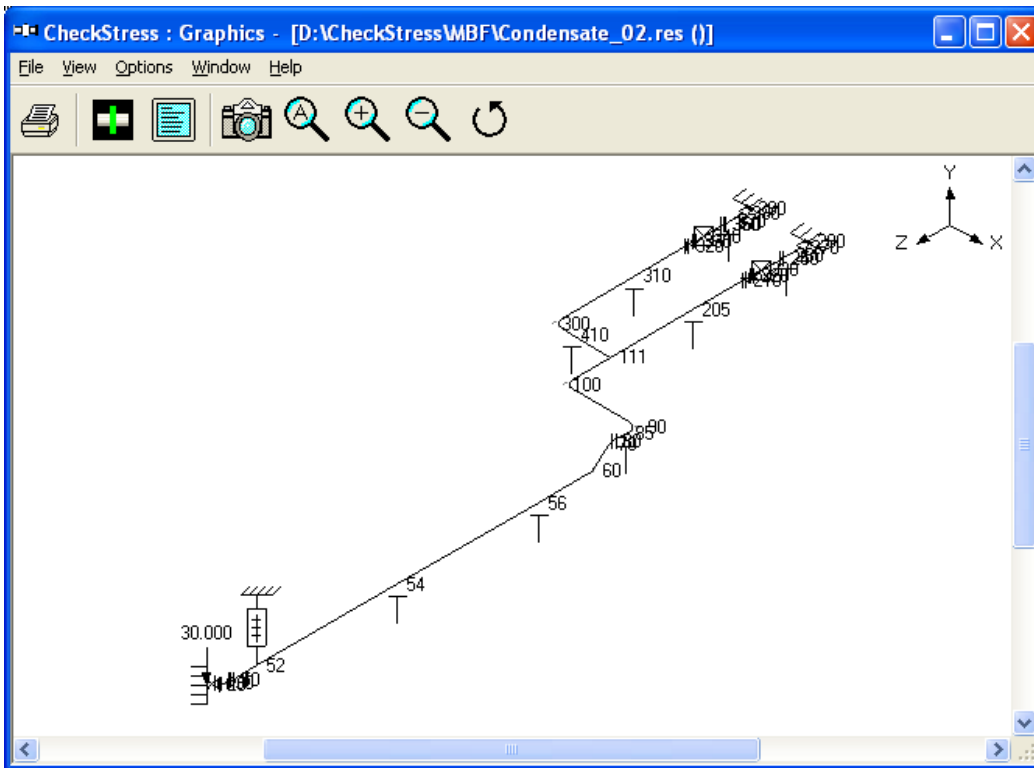 CheckStress : Graphics - [D:\CheckStress\MBF\Condensate_02.res ()]
File View Options Window Help
A
Y
Z X
310
205
300
410
111
100
90
85
60
56
54
30.000
52